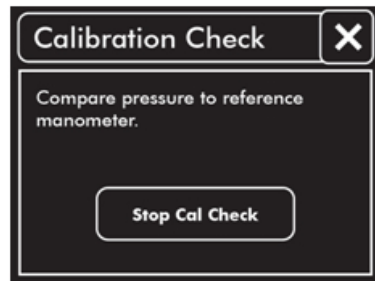 Calibration Check
Compare pressure to reference
manometer.
Stop Cal Check